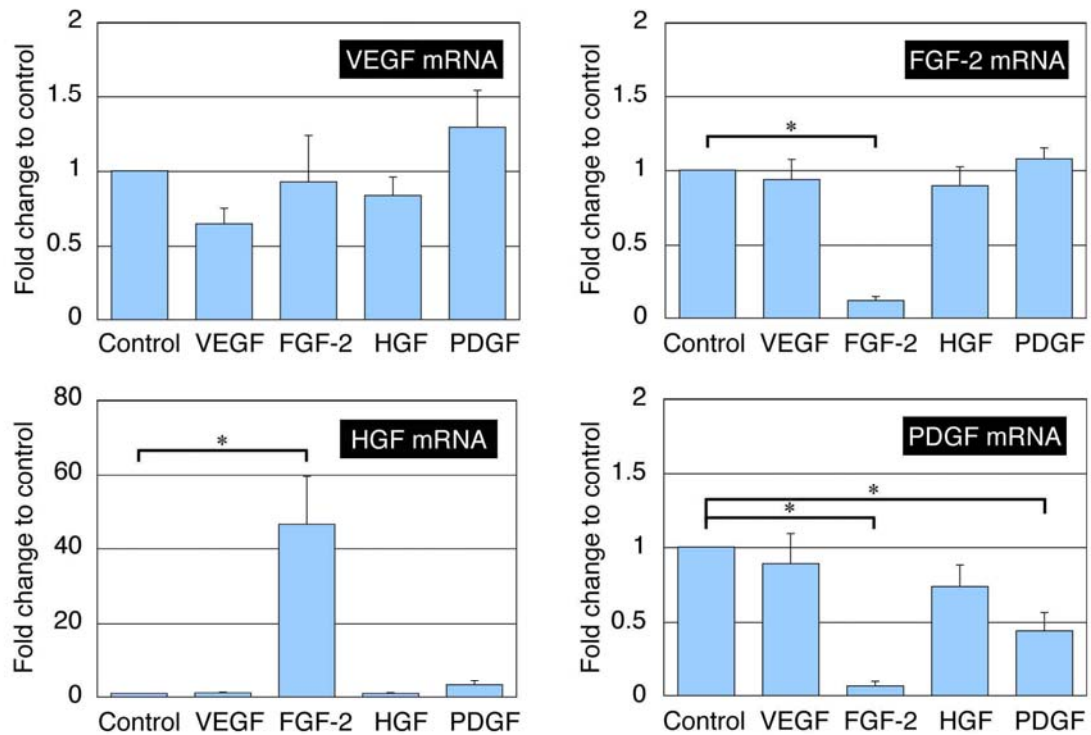 Fold change to control
2
1.5
1
0.5
0
VEGF mRNA
Control VEGF FGF-2 HGF PDGF
Fold change to control
2
1.5
1
0.5
0
FGF-2 mRNA
*
Control VEGF FGF-2 HGF PDGF
Fold change to control
80
60
40
20
0
HGF mRNA
*
Control VEGF FGF-2 HGF PDGF
Fold change to control
2
1.5
1
0.5
0
PDGF mRNA
*
*
Control VEGF FGF-2 HGF PDGF